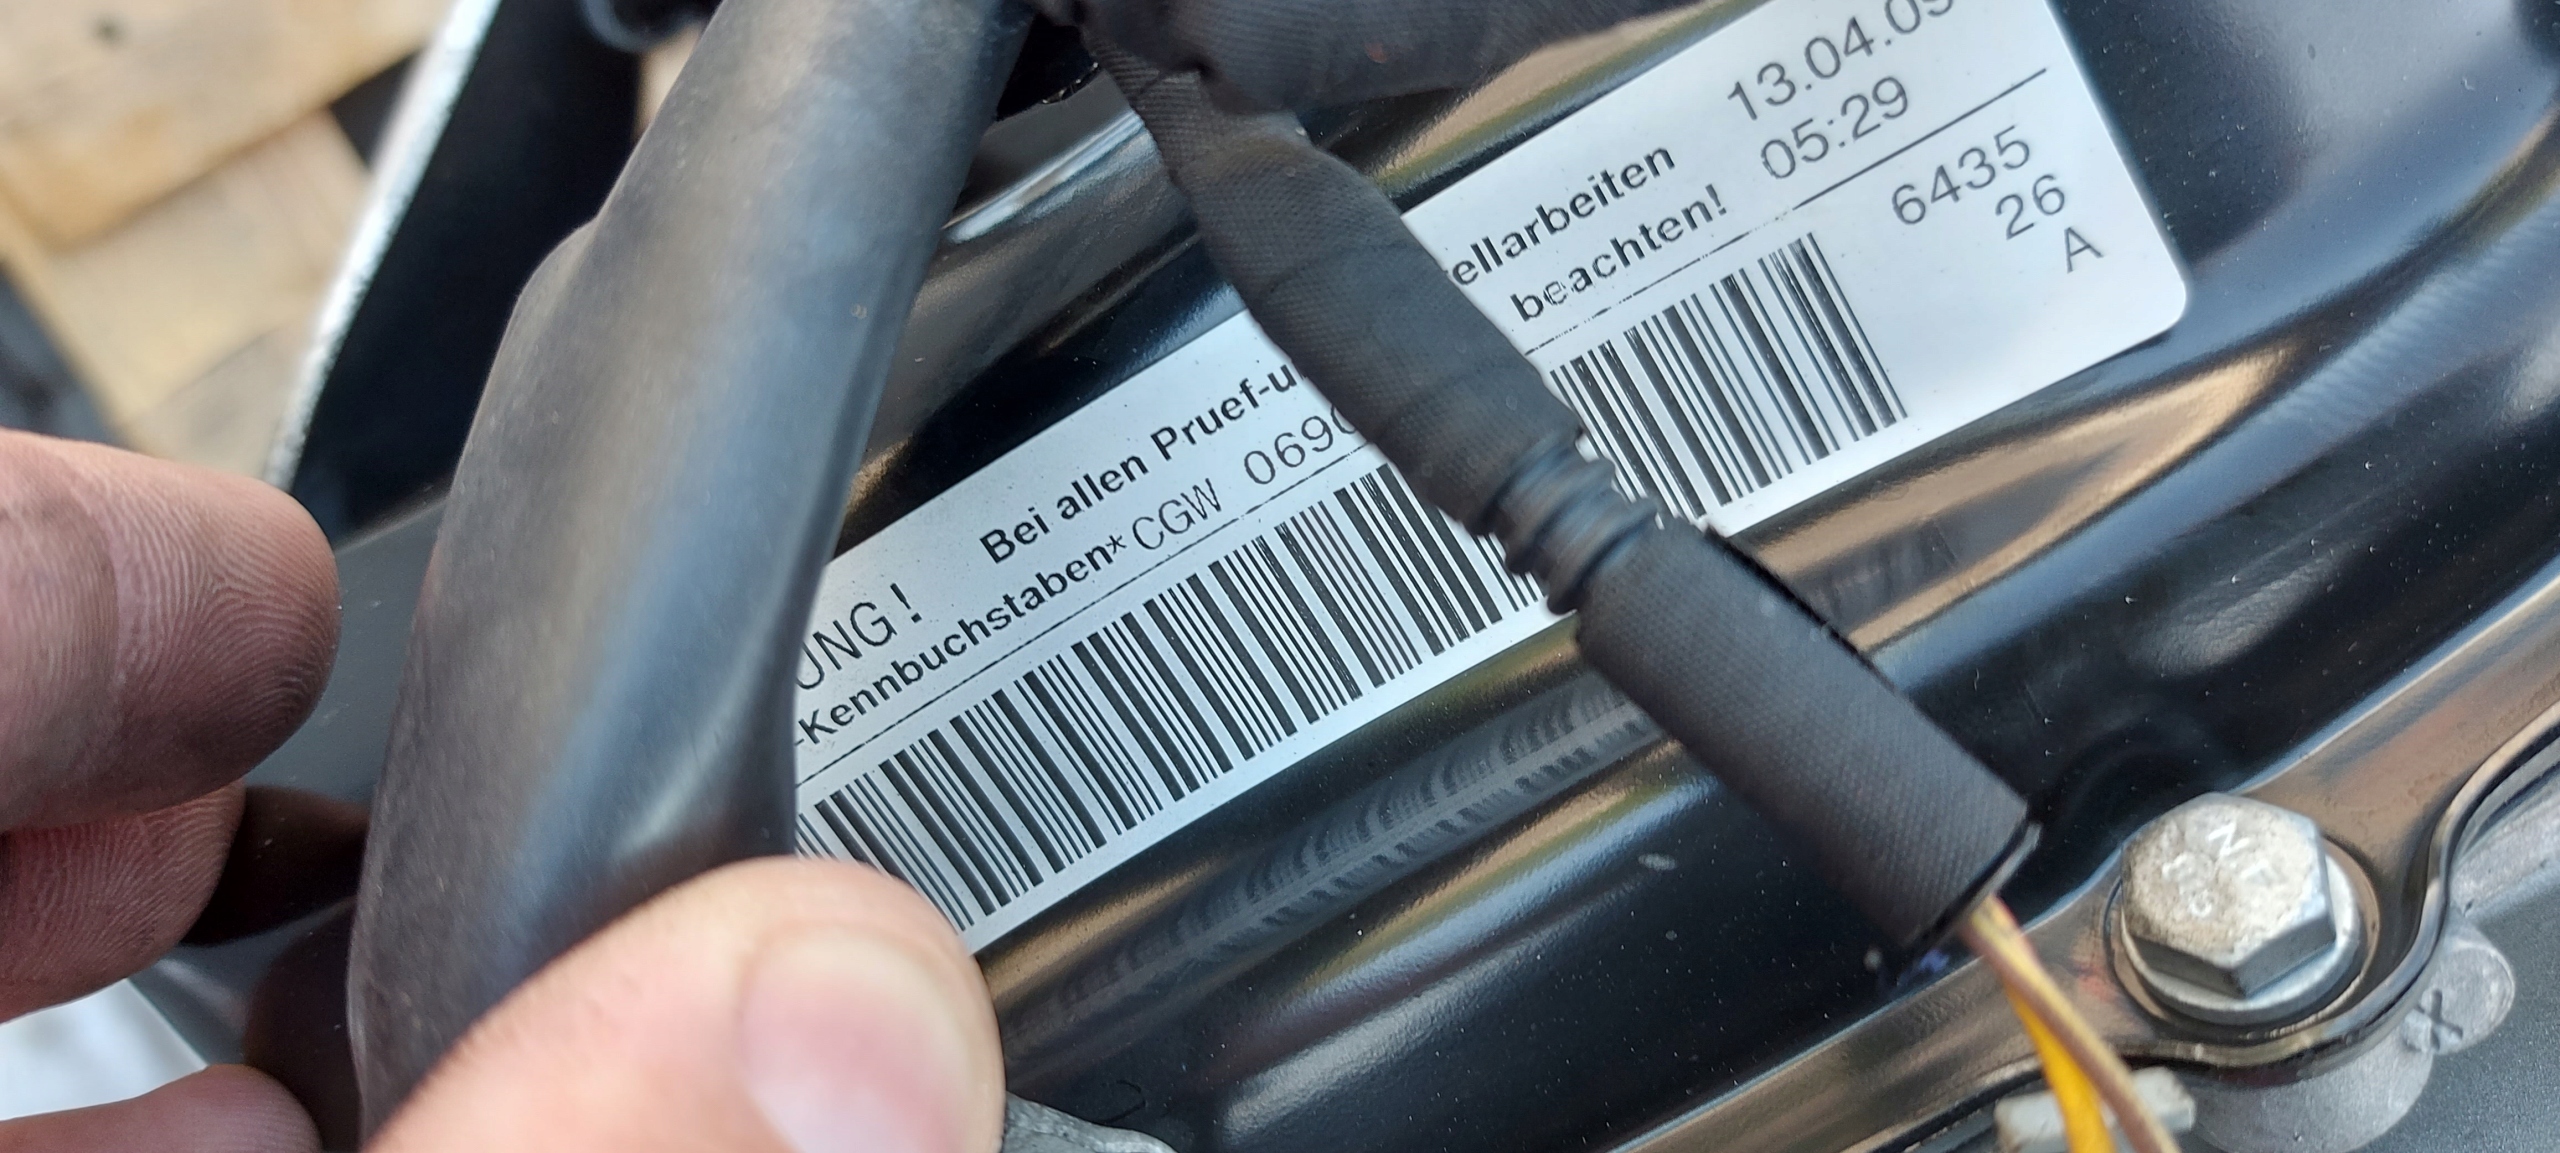 UNG! Bei allen Pruef-u ellarbeiten 13.04.09
-Kennbuchstaben* beachten! 05:29
CGW 069 6435
26
A